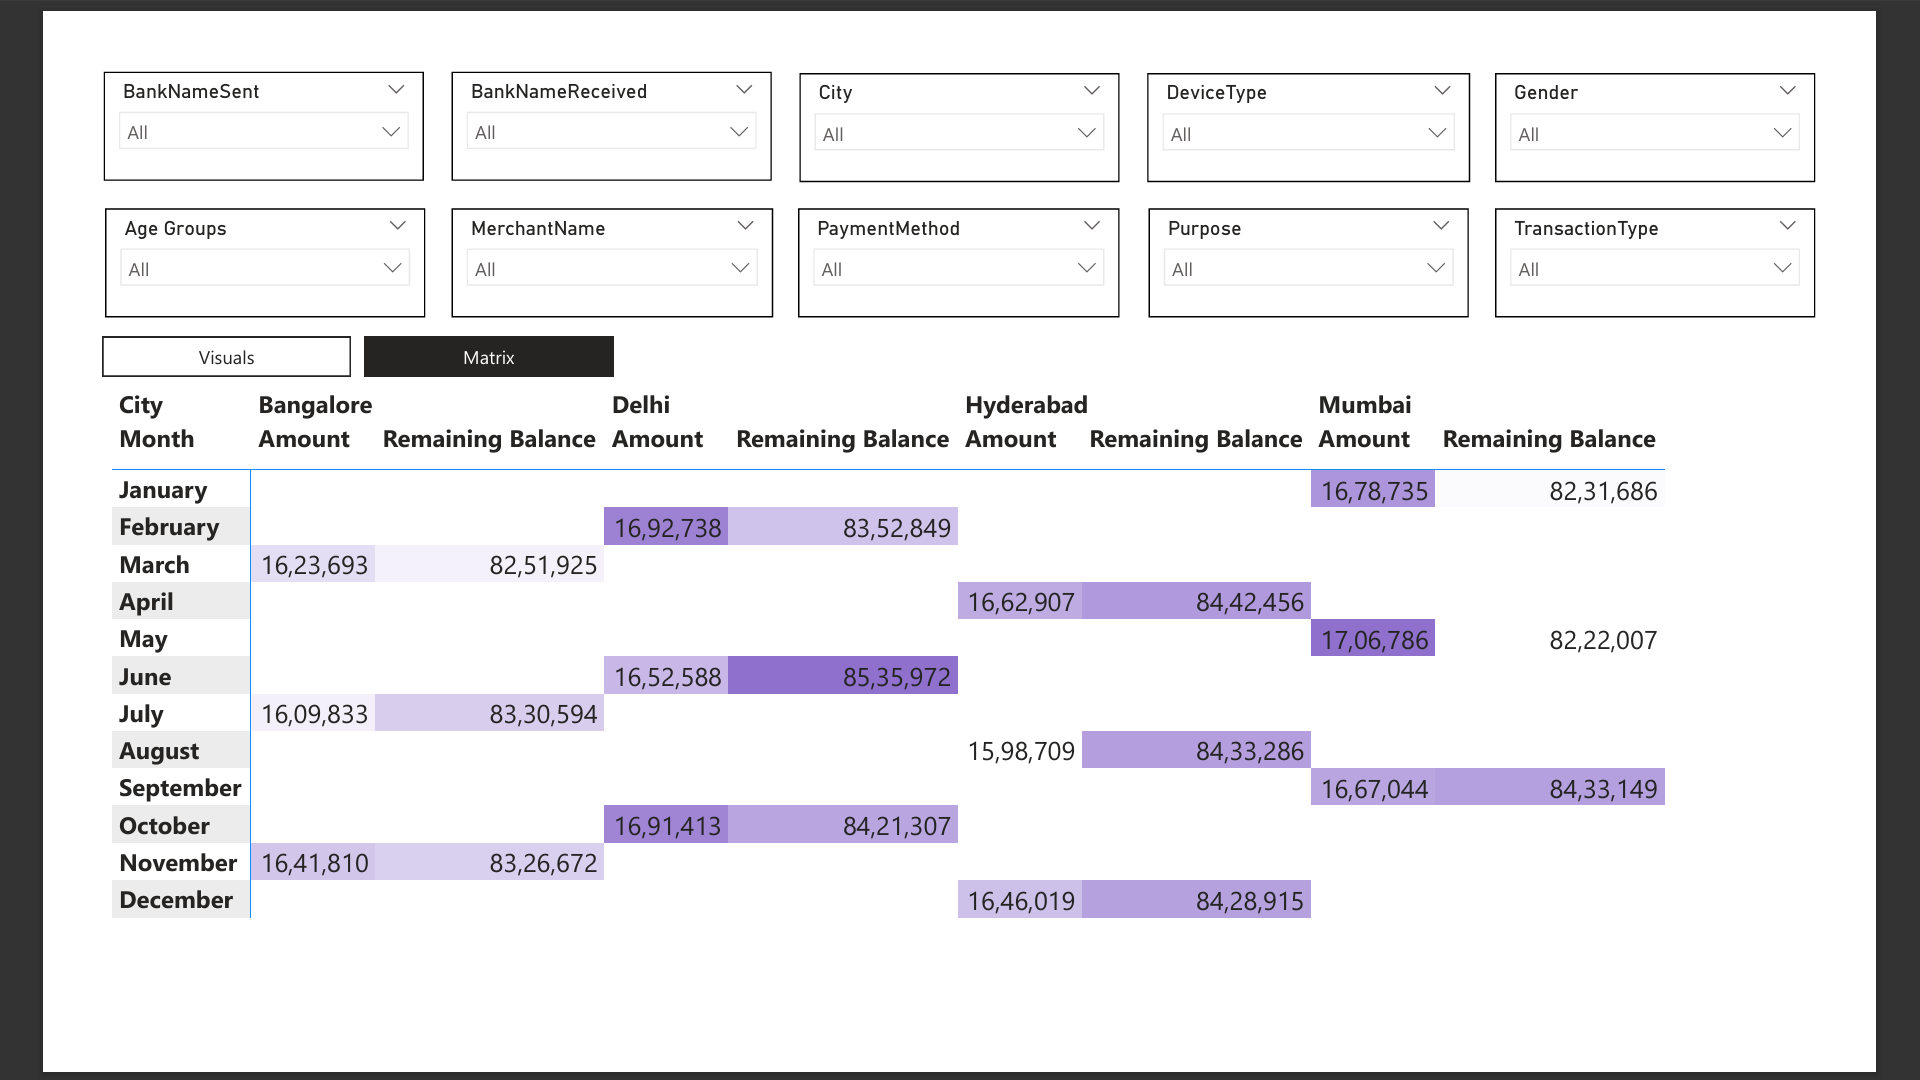 BankNameSent
All
BankNameReceived
All
City
All
DeviceType
All
Gender
All
Age Groups
All
MerchantName
All
PaymentMethod
All
Purpose
All
TransactionType
All
Visuals
Matrix
City Bangalore Delhi Hyderabad Mumbai
Month Amount Remaining Balance Amount Remaining Balance Amount Remaining Balance Amount Remaining Balance
January 16,78,735 82,31,686
February 16,92,738 83,52,849
March 16,23,693 82,51,925
April 16,62,907 84,42,456
May 17,06,786 82,22,007
June 16,52,588 85,35,972
July 16,09,833 83,30,594
August 15,98,709 84,33,286
September 16,67,044 84,33,149
October 16,91,413 84,21,307
November 16,41,810 83,26,672
December 16,46,019 84,28,915